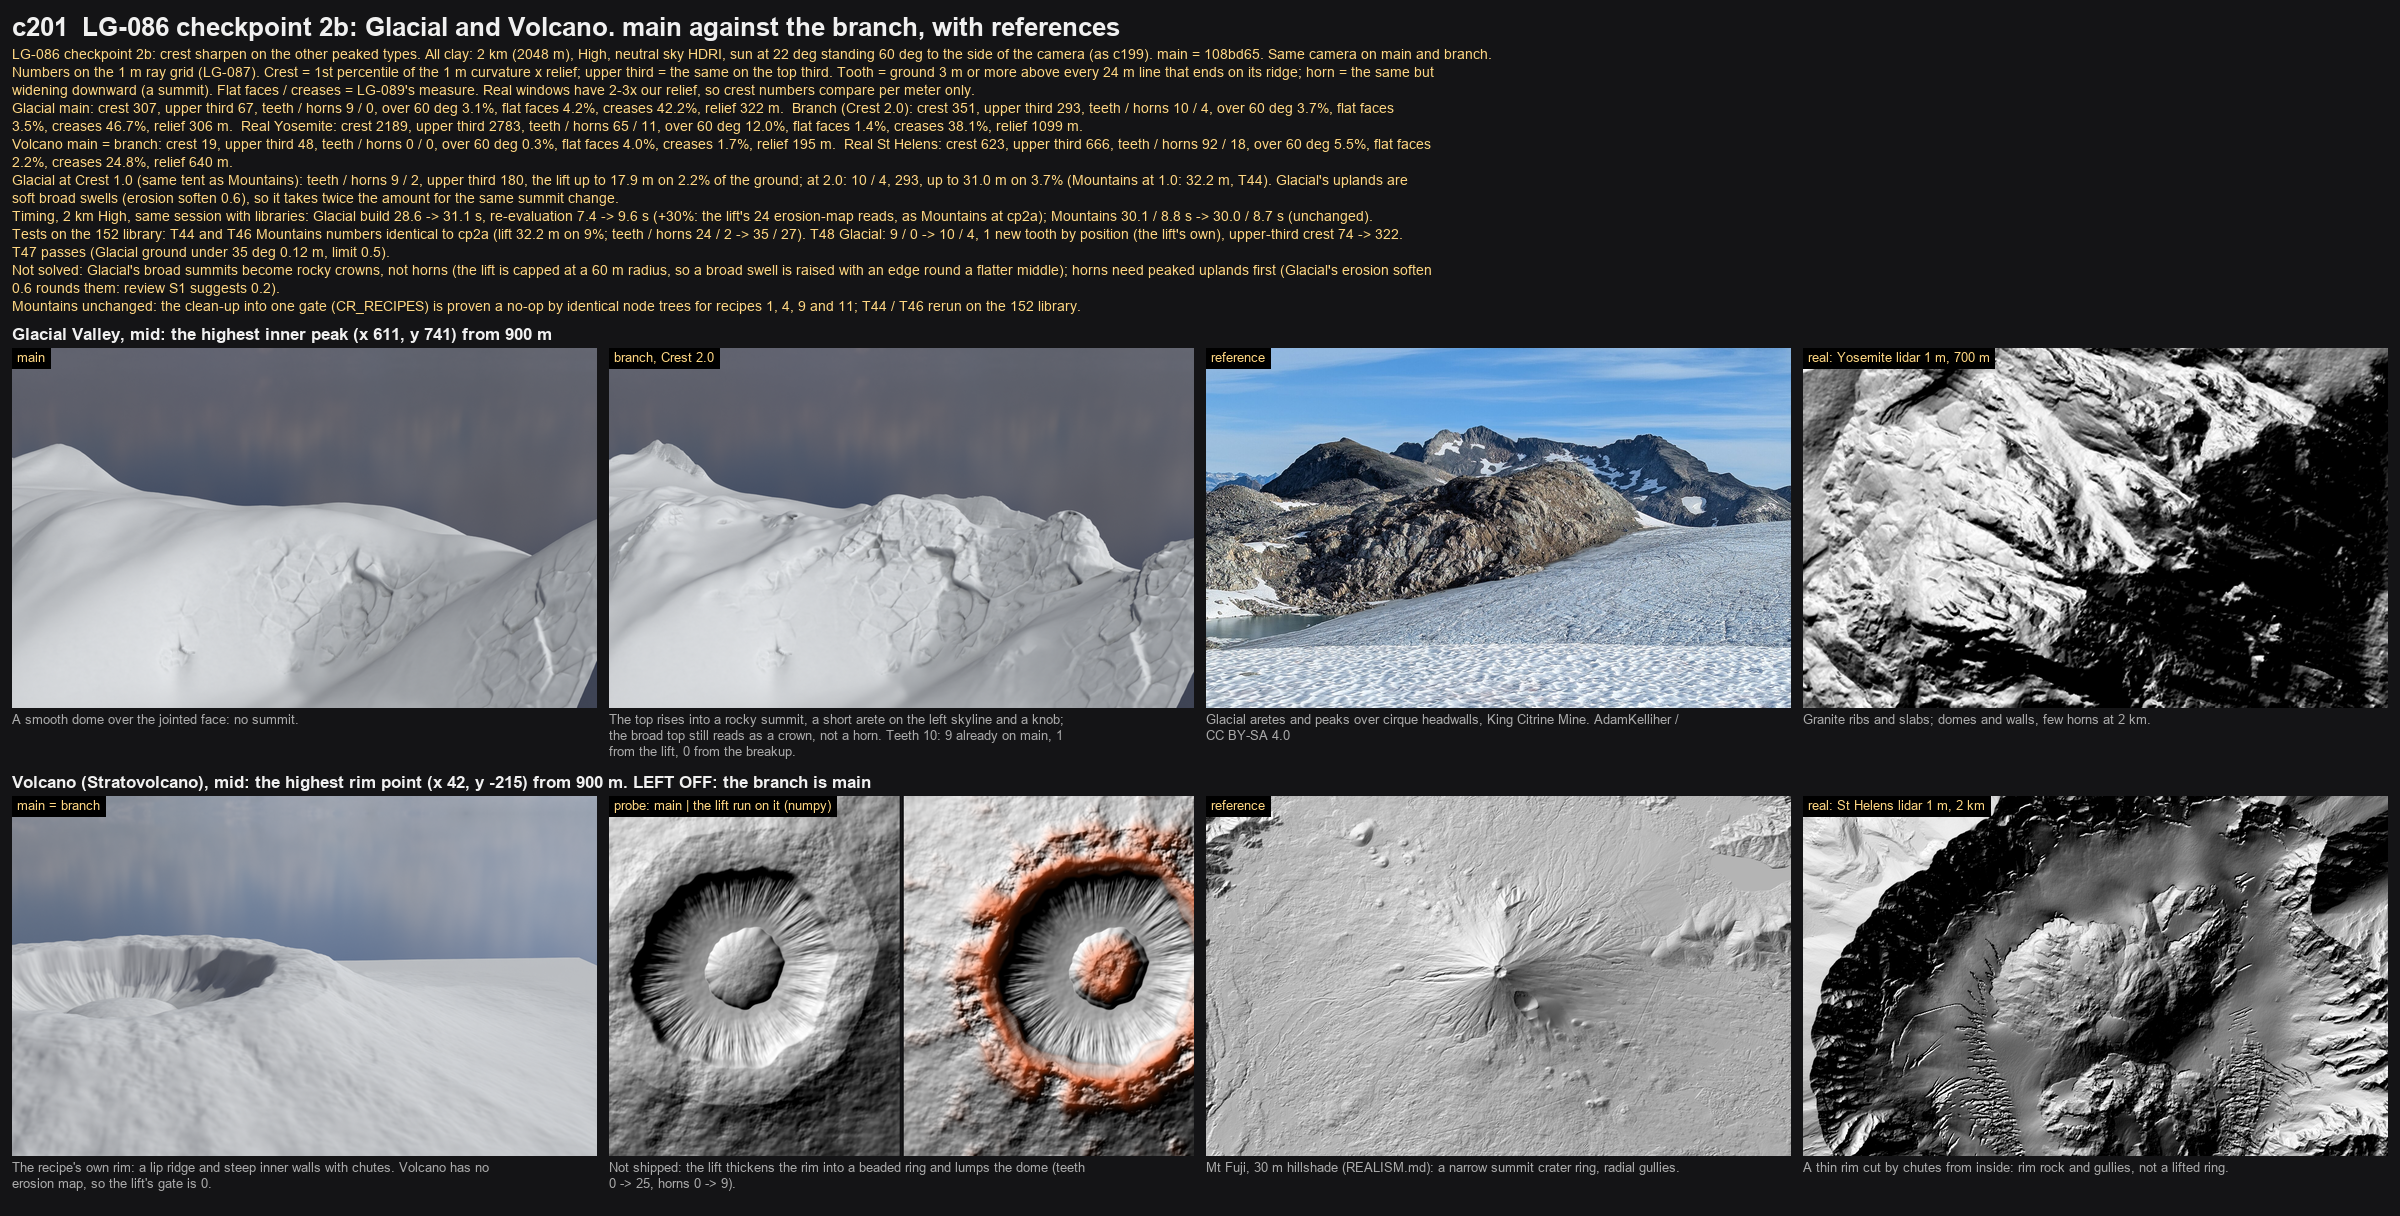 c201  LG-086 checkpoint 2b: Glacial and Volcano. main against the branch, with references
LG-086 checkpoint 2b: crest sharpen on the other peaked types. All clay: 2 km (2048 m), High, neutral sky HDRI, sun at 22 deg standing 60 deg to the side of the camera (as c199). main = 108bd65. Same camera on main and branch.
Numbers on the 1 m ray grid (LG-087). Crest = 1st percentile of the 1 m curvature x relief; upper third = the same on the top third. Tooth = ground 3 m or more above every 24 m line that ends on its ridge; horn = the same but
widening downward (a summit). Flat faces / creases = LG-089's measure. Real windows have 2-3x our relief, so crest numbers compare per meter only.
Glacial main: crest 307, upper third 67, teeth / horns 9 / 0, over 60 deg 3.1%, flat faces 4.2%, creases 42.2%, relief 322 m.  Branch (Crest 2.0): crest 351, upper third 293, teeth / horns 10 / 4, over 60 deg 3.7%, flat faces
3.5%, creases 46.7%, relief 306 m.  Real Yosemite: crest 2189, upper third 2783, teeth / horns 65 / 11, over 60 deg 12.0%, flat faces 1.4%, creases 38.1%, relief 1099 m.
Volcano main = branch: crest 19, upper third 48, teeth / horns 0 / 0, over 60 deg 0.3%, flat faces 4.0%, creases 1.7%, relief 195 m.  Real St Helens: crest 623, upper third 666, teeth / horns 92 / 18, over 60 deg 5.5%, flat faces
2.2%, creases 24.8%, relief 640 m.
Glacial at Crest 1.0 (same tent as Mountains): teeth / horns 9 / 2, upper third 180, the lift up to 17.9 m on 2.2% of the ground; at 2.0: 10 / 4, 293, up to 31.0 m on 3.7% (Mountains at 1.0: 32.2 m, T44). Glacial's uplands are
soft broad swells (erosion soften 0.6), so it takes twice the amount for the same summit change.
Timing, 2 km High, same session with libraries: Glacial build 28.6 -> 31.1 s, re-evaluation 7.4 -> 9.6 s (+30%: the lift's 24 erosion-map reads, as Mountains at cp2a); Mountains 30.1 / 8.8 s -> 30.0 / 8.7 s (unchanged).
Tests on the 152 library: T44 and T46 Mountains numbers identical to cp2a (lift 32.2 m on 9%; teeth / horns 24 / 2 -> 35 / 27). T48 Glacial: 9 / 0 -> 10 / 4, 1 new tooth by position (the lift's own), upper-third crest 74 -> 322.
T47 passes (Glacial ground under 35 deg 0.12 m, limit 0.5).
Not solved: Glacial's broad summits become rocky crowns, not horns (the lift is capped at a 60 m radius, so a broad swell is raised with an edge round a flatter middle); horns need peaked uplands first (Glacial's erosion soften
0.6 rounds them: review S1 suggests 0.2).
Mountains unchanged: the clean-up into one gate (CR_RECIPES) is proven a no-op by identical node trees for recipes 1, 4, 9 and 11; T44 / T46 rerun on the 152 library.
Glacial Valley, mid: the highest inner peak (x 611, y 741) from 900 m
main
branch, Crest 2.0
reference
real: Yosemite lidar 1 m, 700 m
A smooth dome over the jointed face: no summit.
The top rises into a rocky summit, a short arete on the left skyline and a knob;
the broad top still reads as a crown, not a horn. Teeth 10: 9 already on main, 1
from the lift, 0 from the breakup.
Glacial aretes and peaks over cirque headwalls, King Citrine Mine. AdamKelliher /
CC BY-SA 4.0
Granite ribs and slabs; domes and walls, few horns at 2 km.
Volcano (Stratovolcano), mid: the highest rim point (x 42, y -215) from 900 m. LEFT OFF: the branch is main
main = branch
probe: main | the lift run on it (numpy)
reference
real: St Helens lidar 1 m, 2 km
The recipe's own rim: a lip ridge and steep inner walls with chutes. Volcano has no
erosion map, so the lift's gate is 0.
Not shipped: the lift thickens the rim into a beaded ring and lumps the dome (teeth
0 -> 25, horns 0 -> 9).
Mt Fuji, 30 m hillshade (REALISM.md): a narrow summit crater ring, radial gullies.
A thin rim cut by chutes from inside: rim rock and gullies, not a lifted ring.